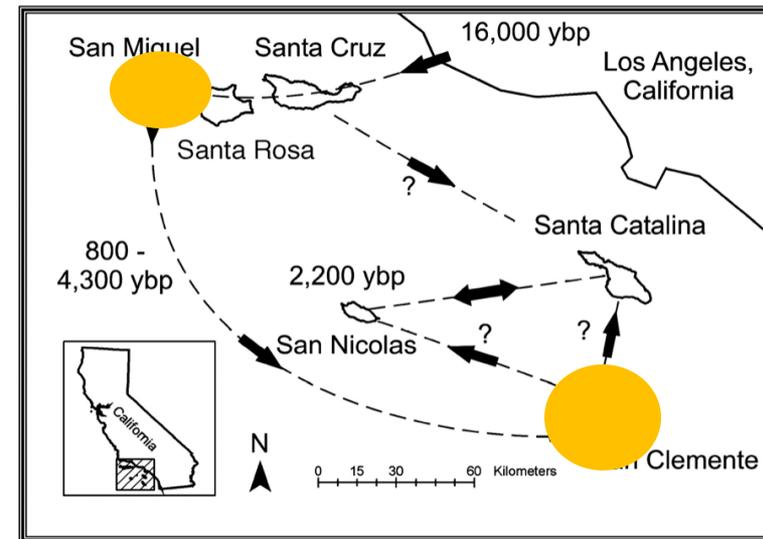 San Miguel
Santa Cruz
16,000 ybp
Los Angeles,
California
Santa Rosa
?
Santa Catalina
800 -
4,300 ybp
2,200 ybp
San Nicolas
?
?
California
N
0 15 30 60 Kilometers
Clemente